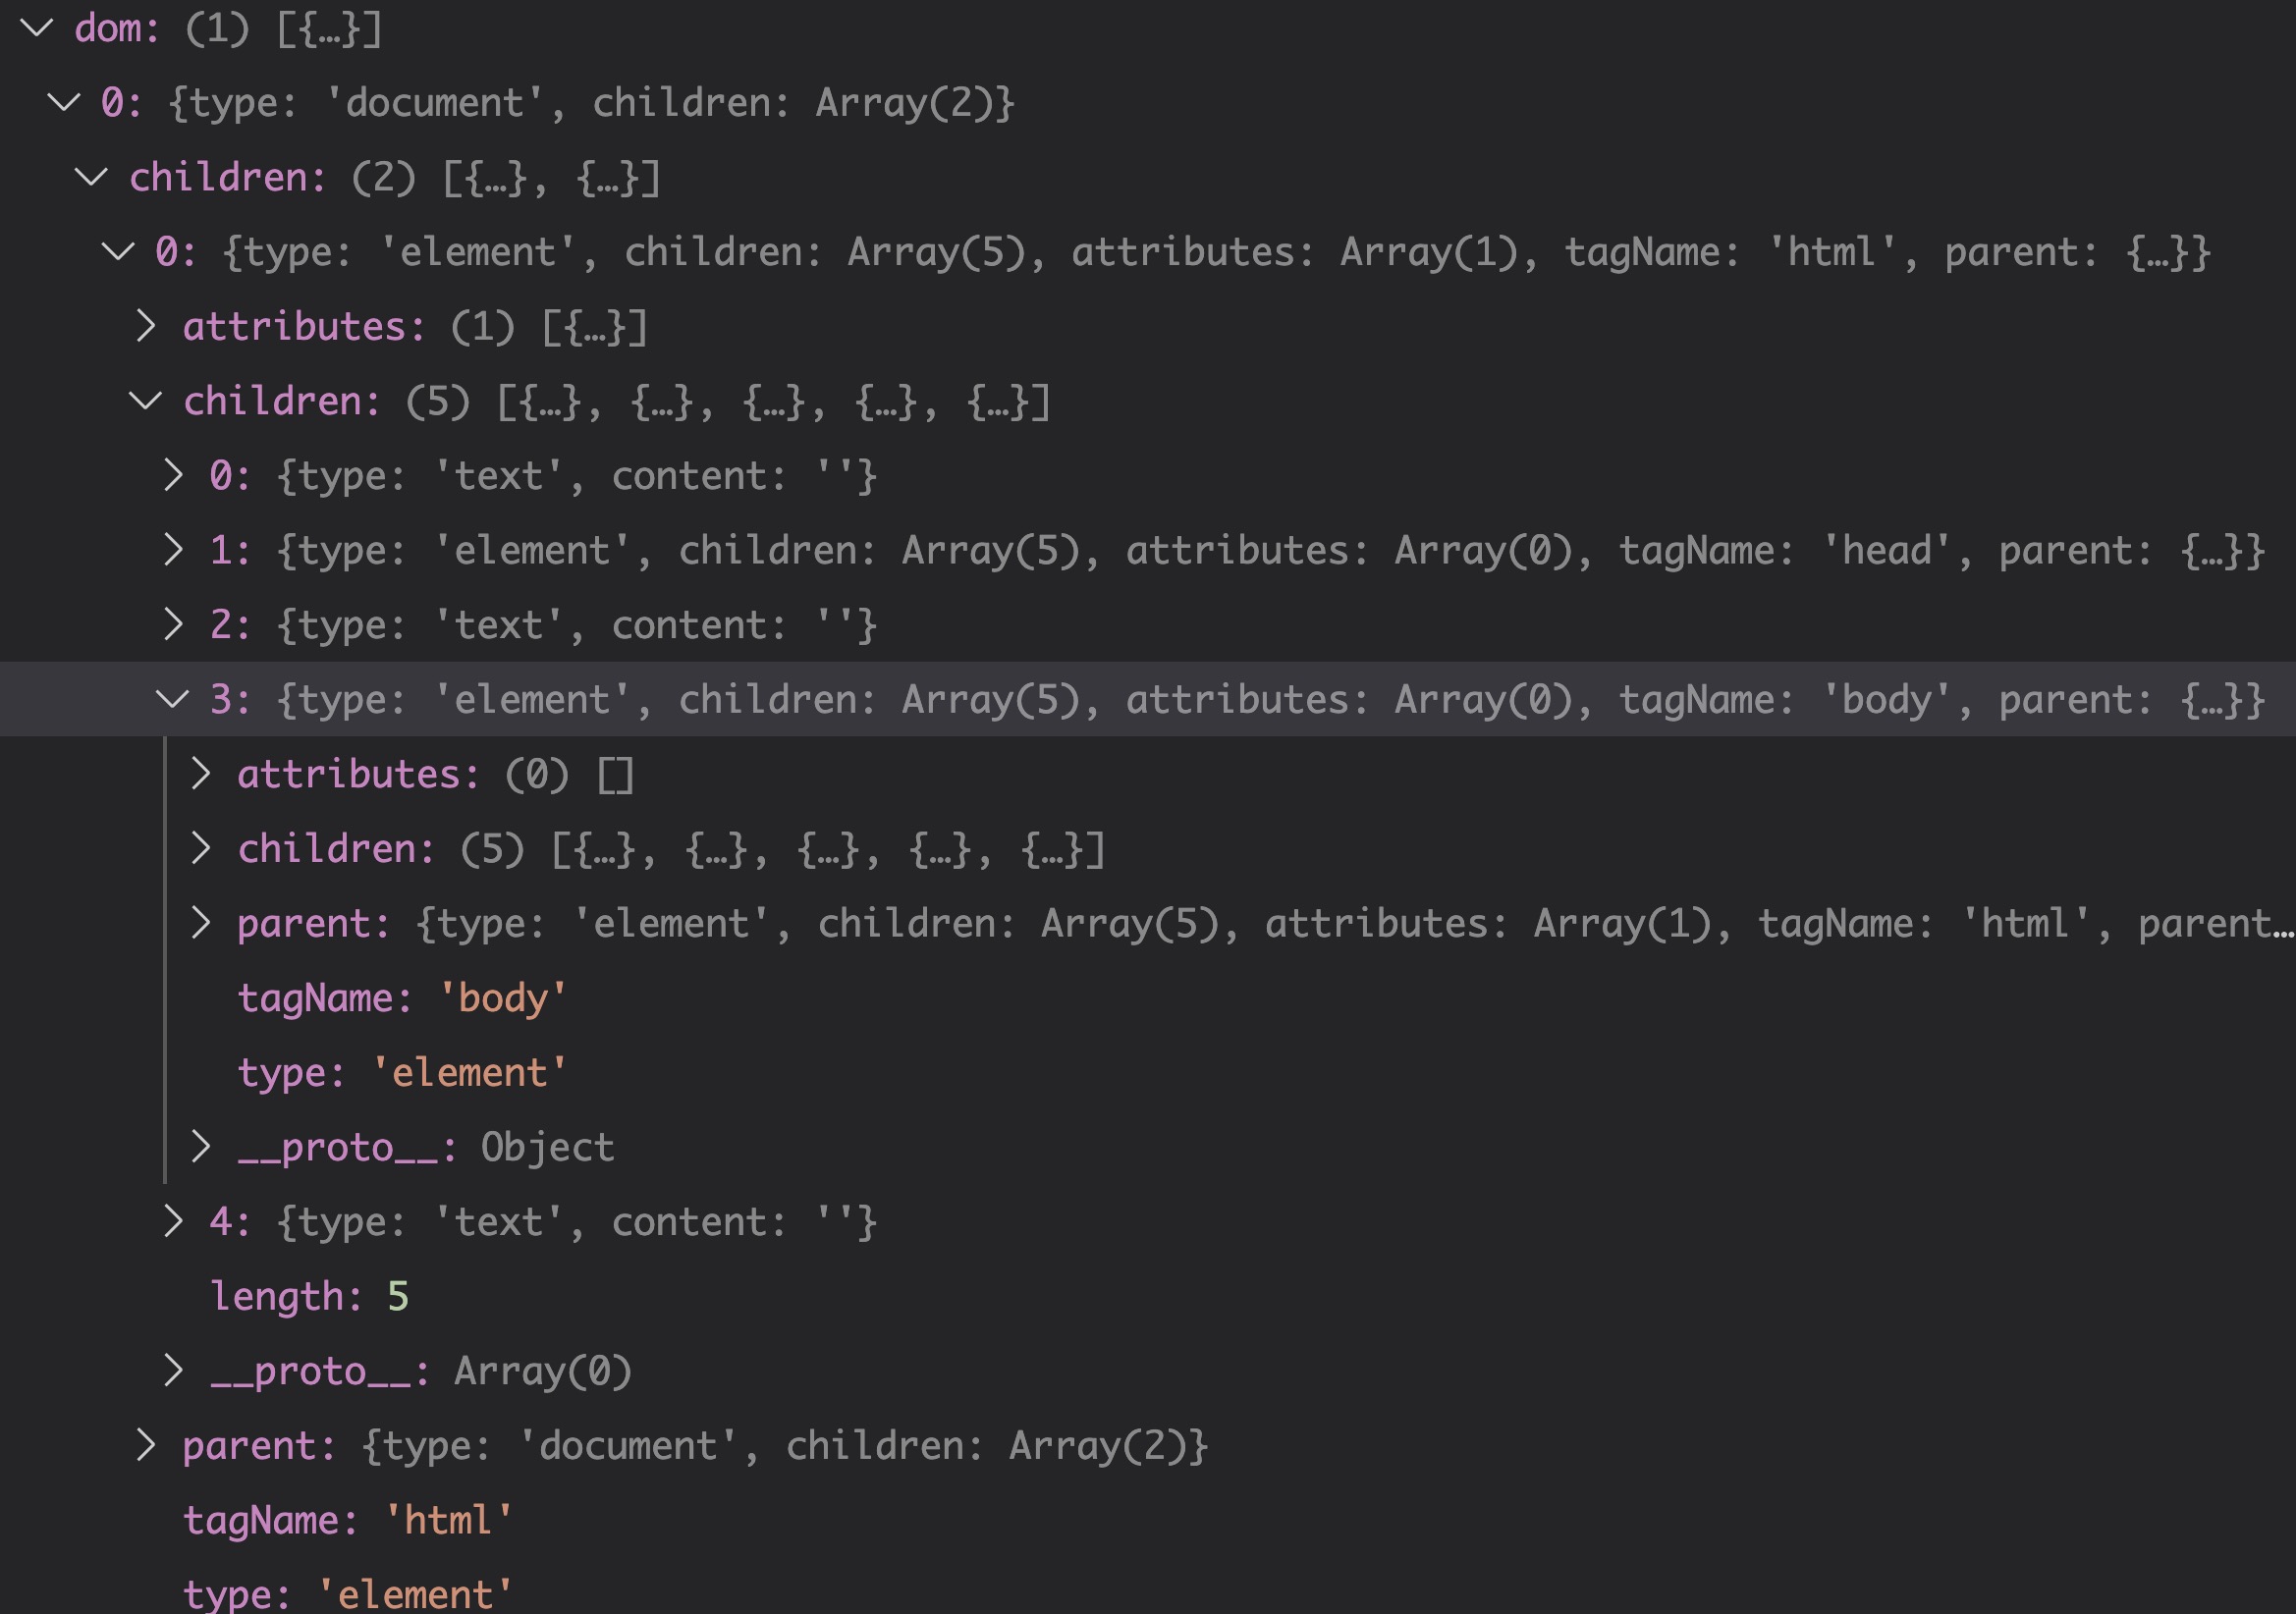 dom: (1) [{…}]
0: {type: 'document', children: Array(2)}
children: (2) [{…}, {…}]
0: {type: 'element', children: Array(5), attributes: Array(1), tagName: 'html', parent: {…}}
attributes: (1) [{…}]
children: (5) [{…}, {…}, {…}, {…}, {…}]
0: {type: 'text', content: ''}
1: {type: 'element', children: Array(5), attributes: Array(0), tagName: 'head', parent: {…}}
2: {type: 'text', content: ''}
3: {type: 'element', children: Array(5), attributes: Array(0), tagName: 'body', parent: {…}}
attributes: (0) []
children: (5) [{…}, {…}, {…}, {…}, {…}]
parent: {type: 'element', children: Array(5), attributes: Array(1), tagName: 'html', parent…
tagName: 'body'
type: 'element'
__proto__: Object
4: {type: 'text', content: ''}
length: 5
__proto__: Array(0)
parent: {type: 'document', children: Array(2)}
tagName: 'html'
type: 'element'